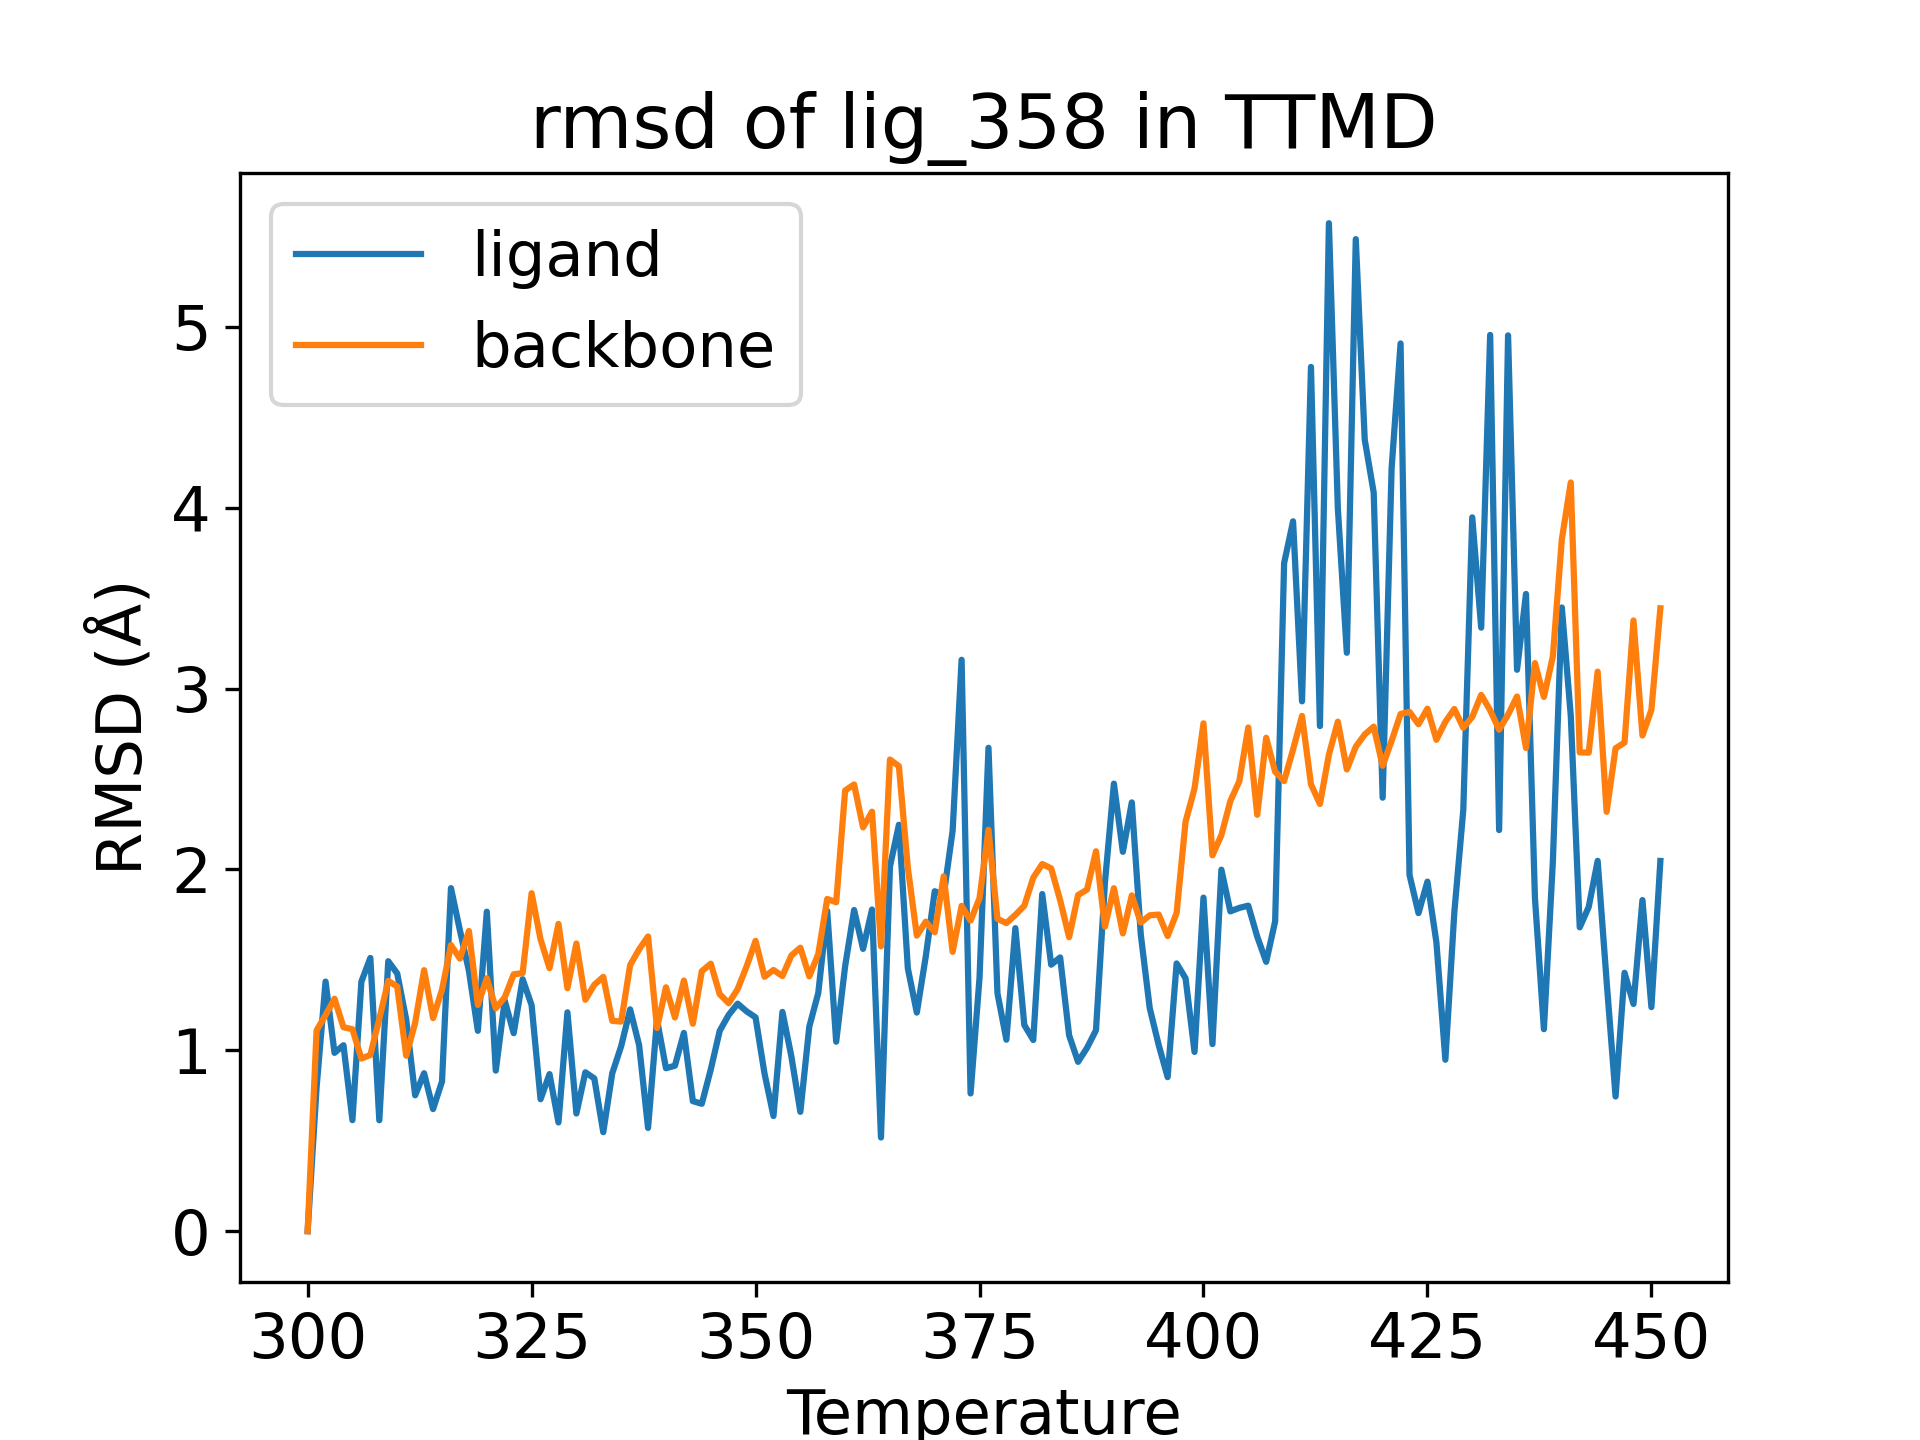 rmsd of lig_358 in TTMD
ligand
backbone
RMSD (Å)
5
4
3
2
1
0
300 325 350 375 400 425 450
Temperature